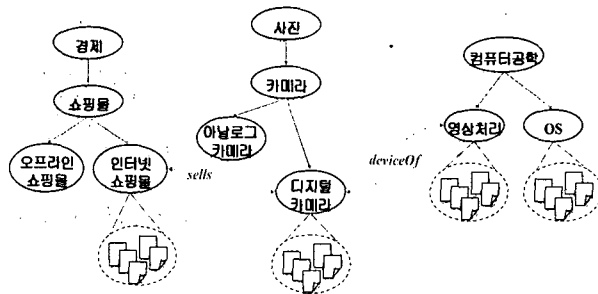 경제
쇼핑몰
오프라인
쇼핑몰
인터넷
쇼핑몰
sells
사진
카메라
아날로그
카메라
디지털
카메라
deviceOf
컴퓨터공학
영상처리
OS